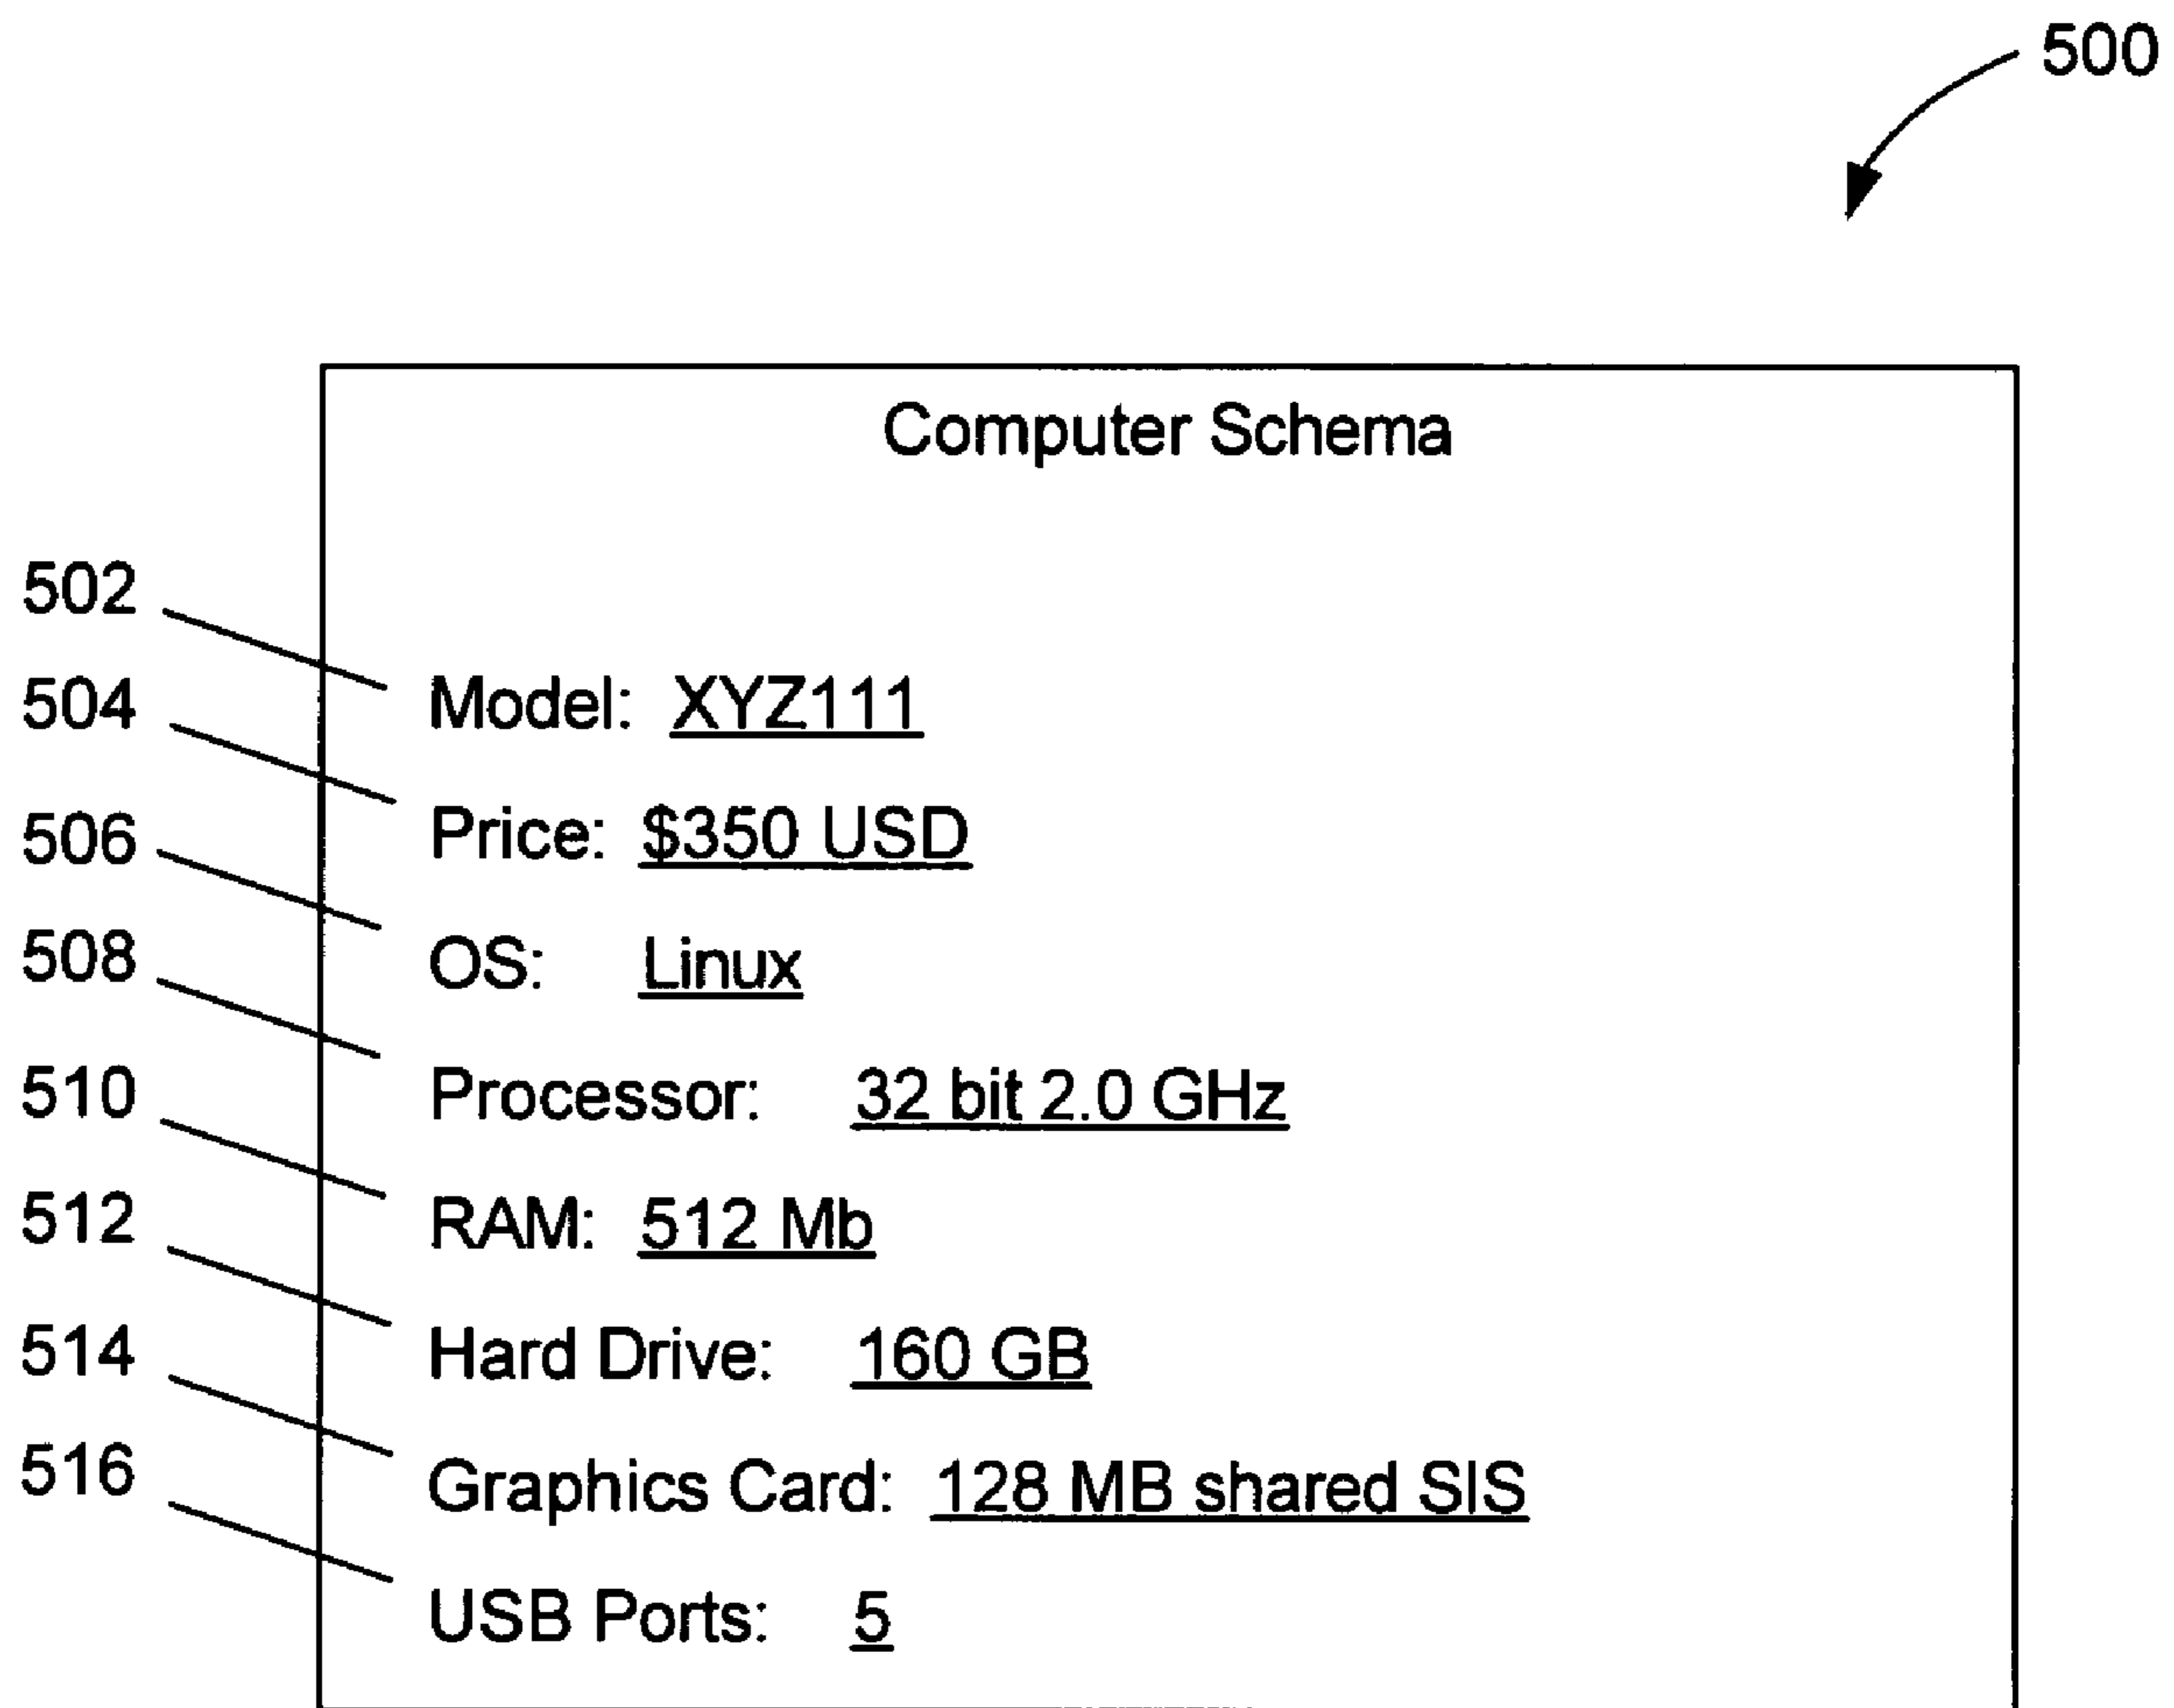 500
Computer Schema
502
Model: XYZ111
504
Price: $350 USD
506
OS: Linux
508
Processor: 32 bit 2.0 GHz
510
RAM: 512 Mb
512
Hard Drive: 160 GB
514
Graphics Card: 128 MB shared SIS
516
USB Ports: 5